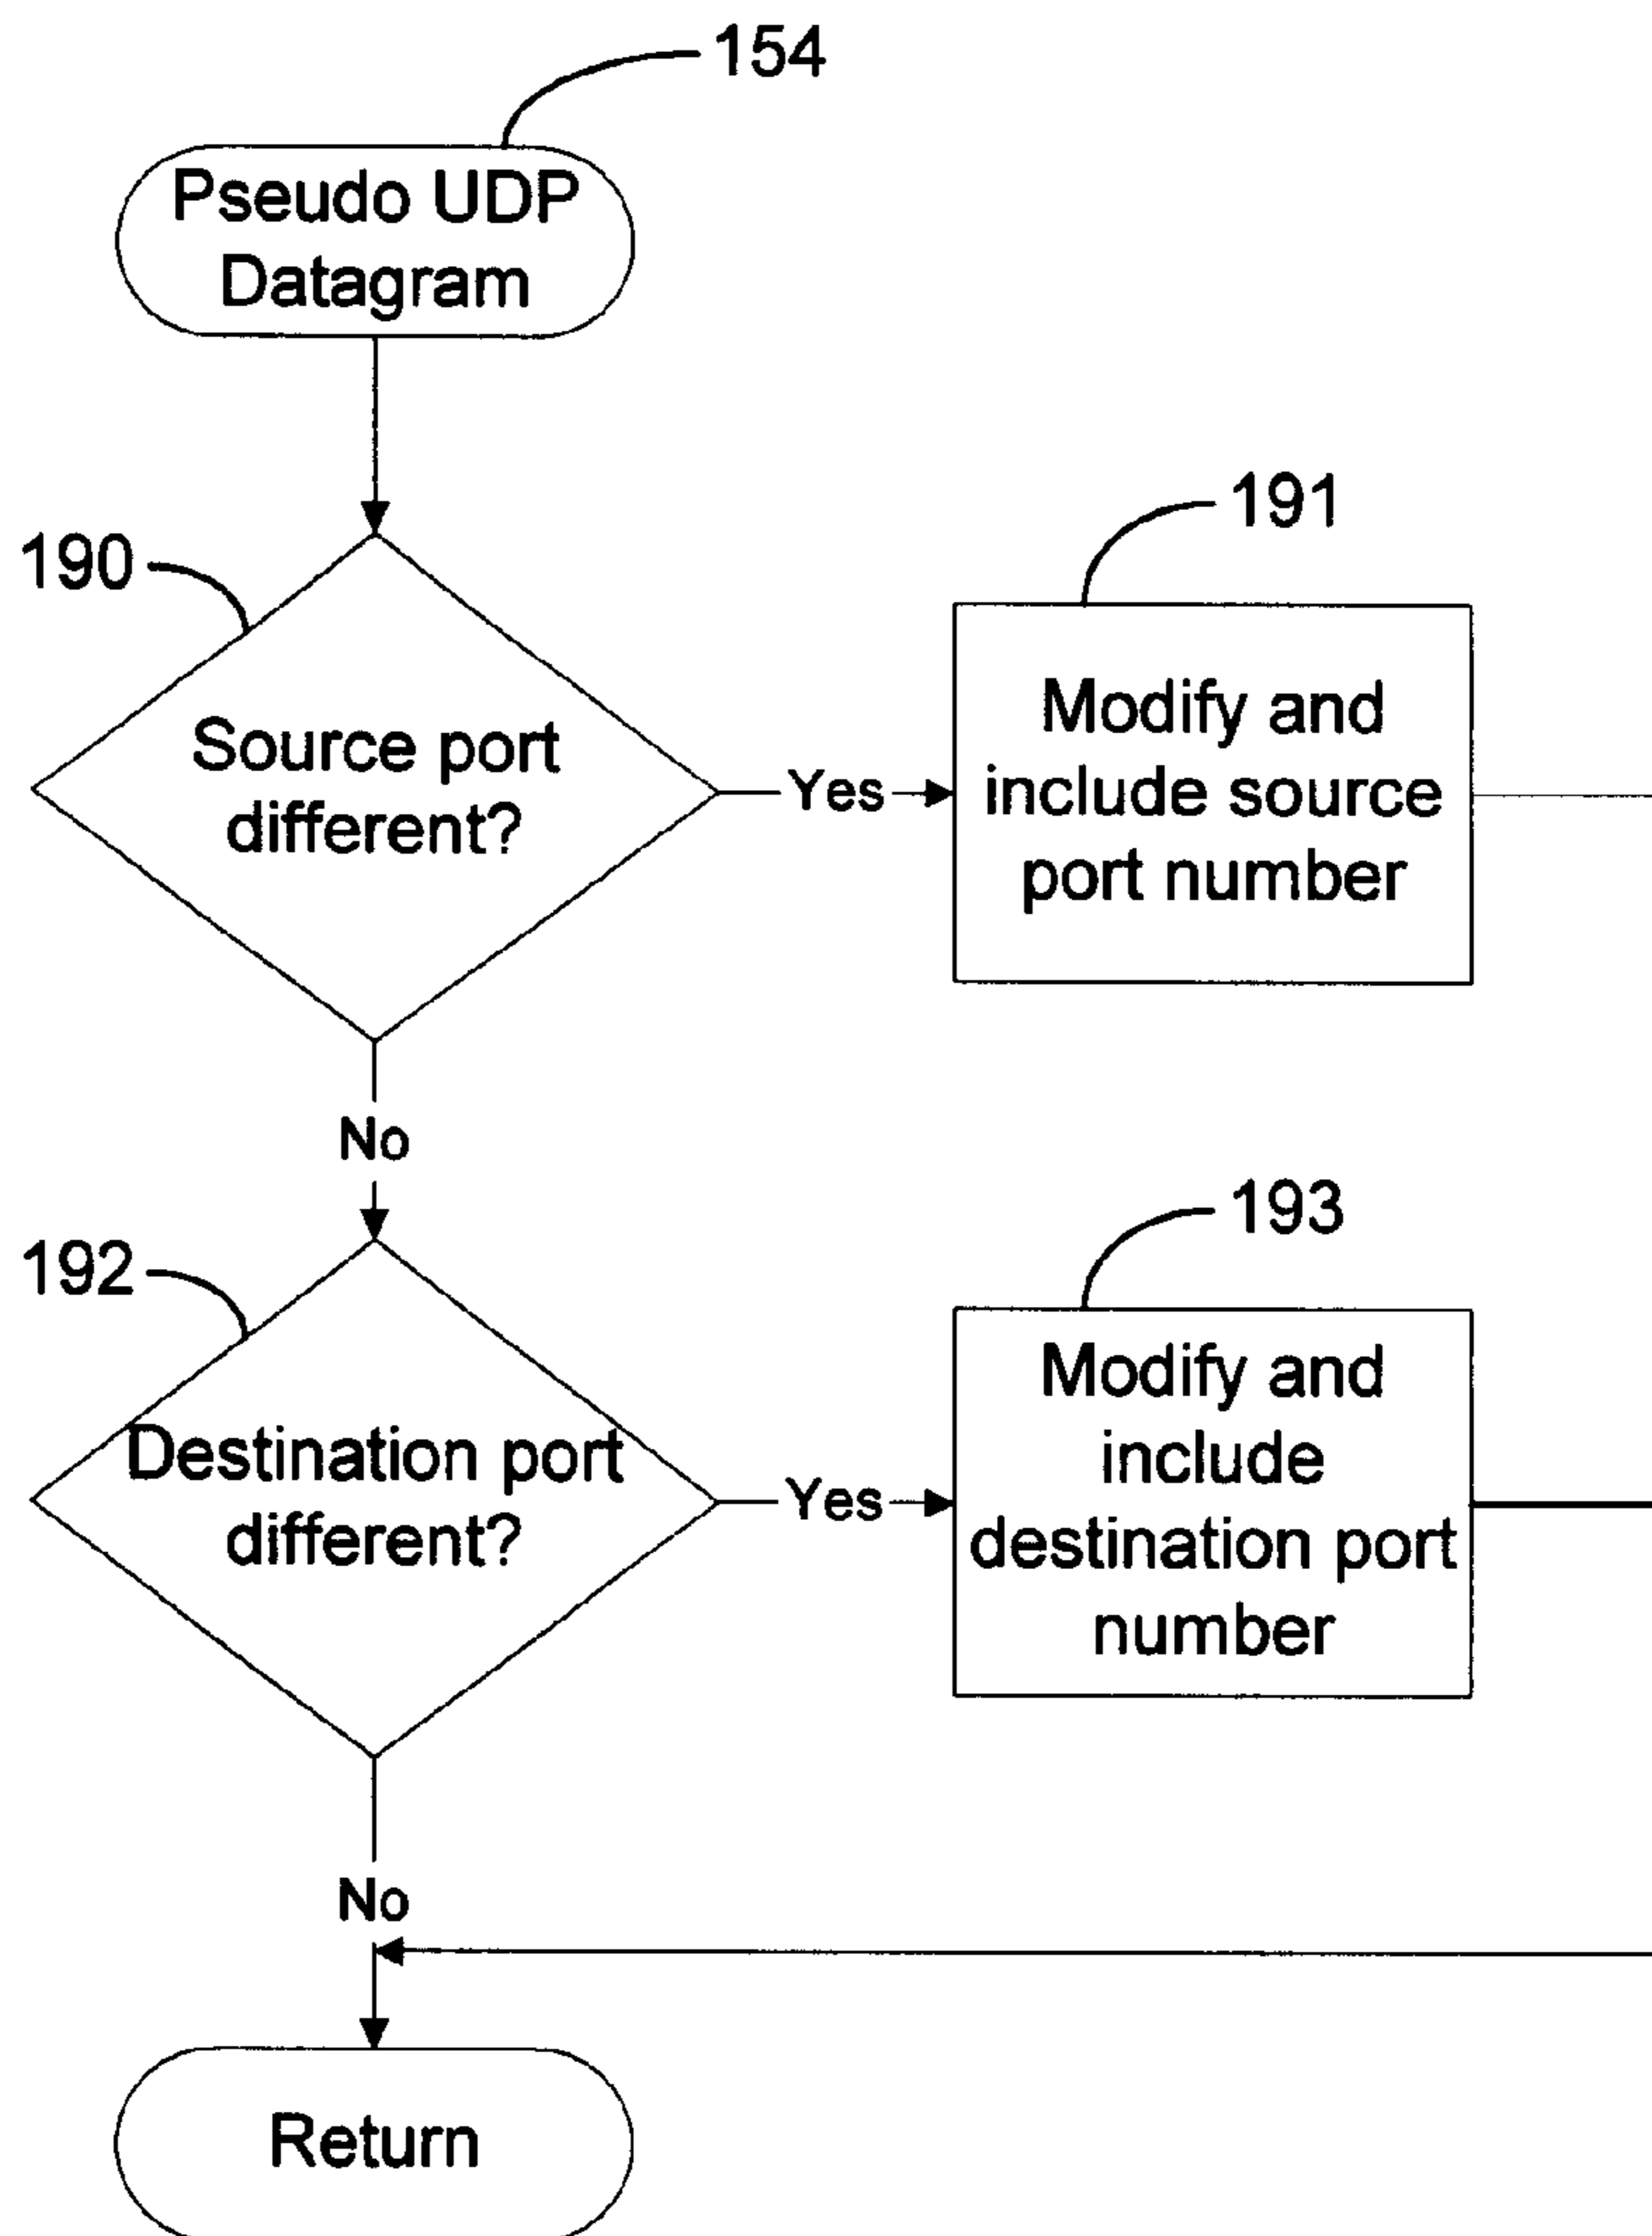 154
Pseudo UDP
Datagram
190
Source port
different?
Yes
191
Modify and
include source
port number
No
192
Destination port
different?
Yes
193
Modify and
include
destination port
number
No
Return